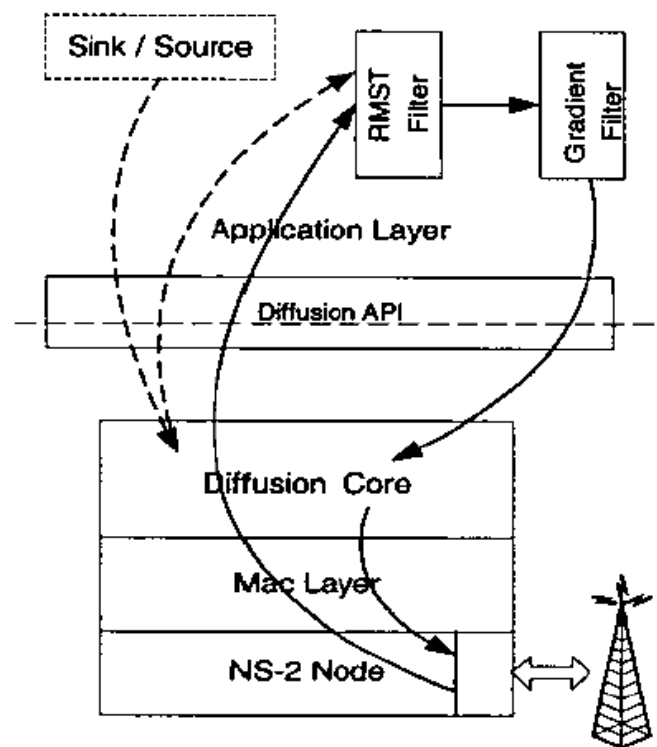 Sink / Source
RMST
Filter
Gradient
Filter
Application Layer
Diffusion API
Diffusion Core
Mac Layer
NS-2 Node